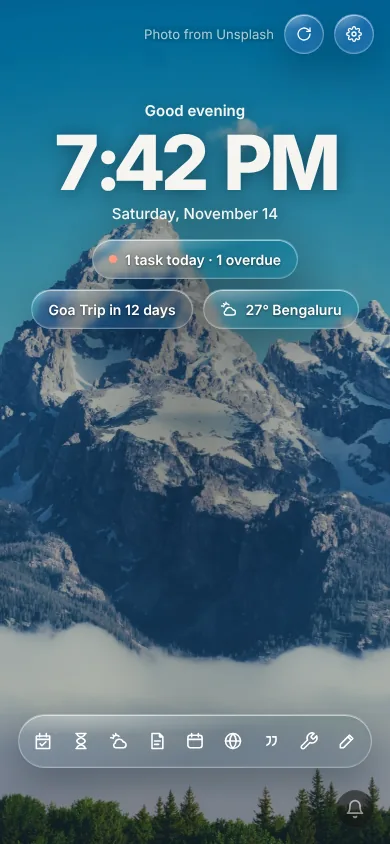 Photo from Unsplash
Good evening
7:42 PM
Saturday, November 14
1 task today · 1 overdue
Goa Trip in 12 days
27° Bengaluru